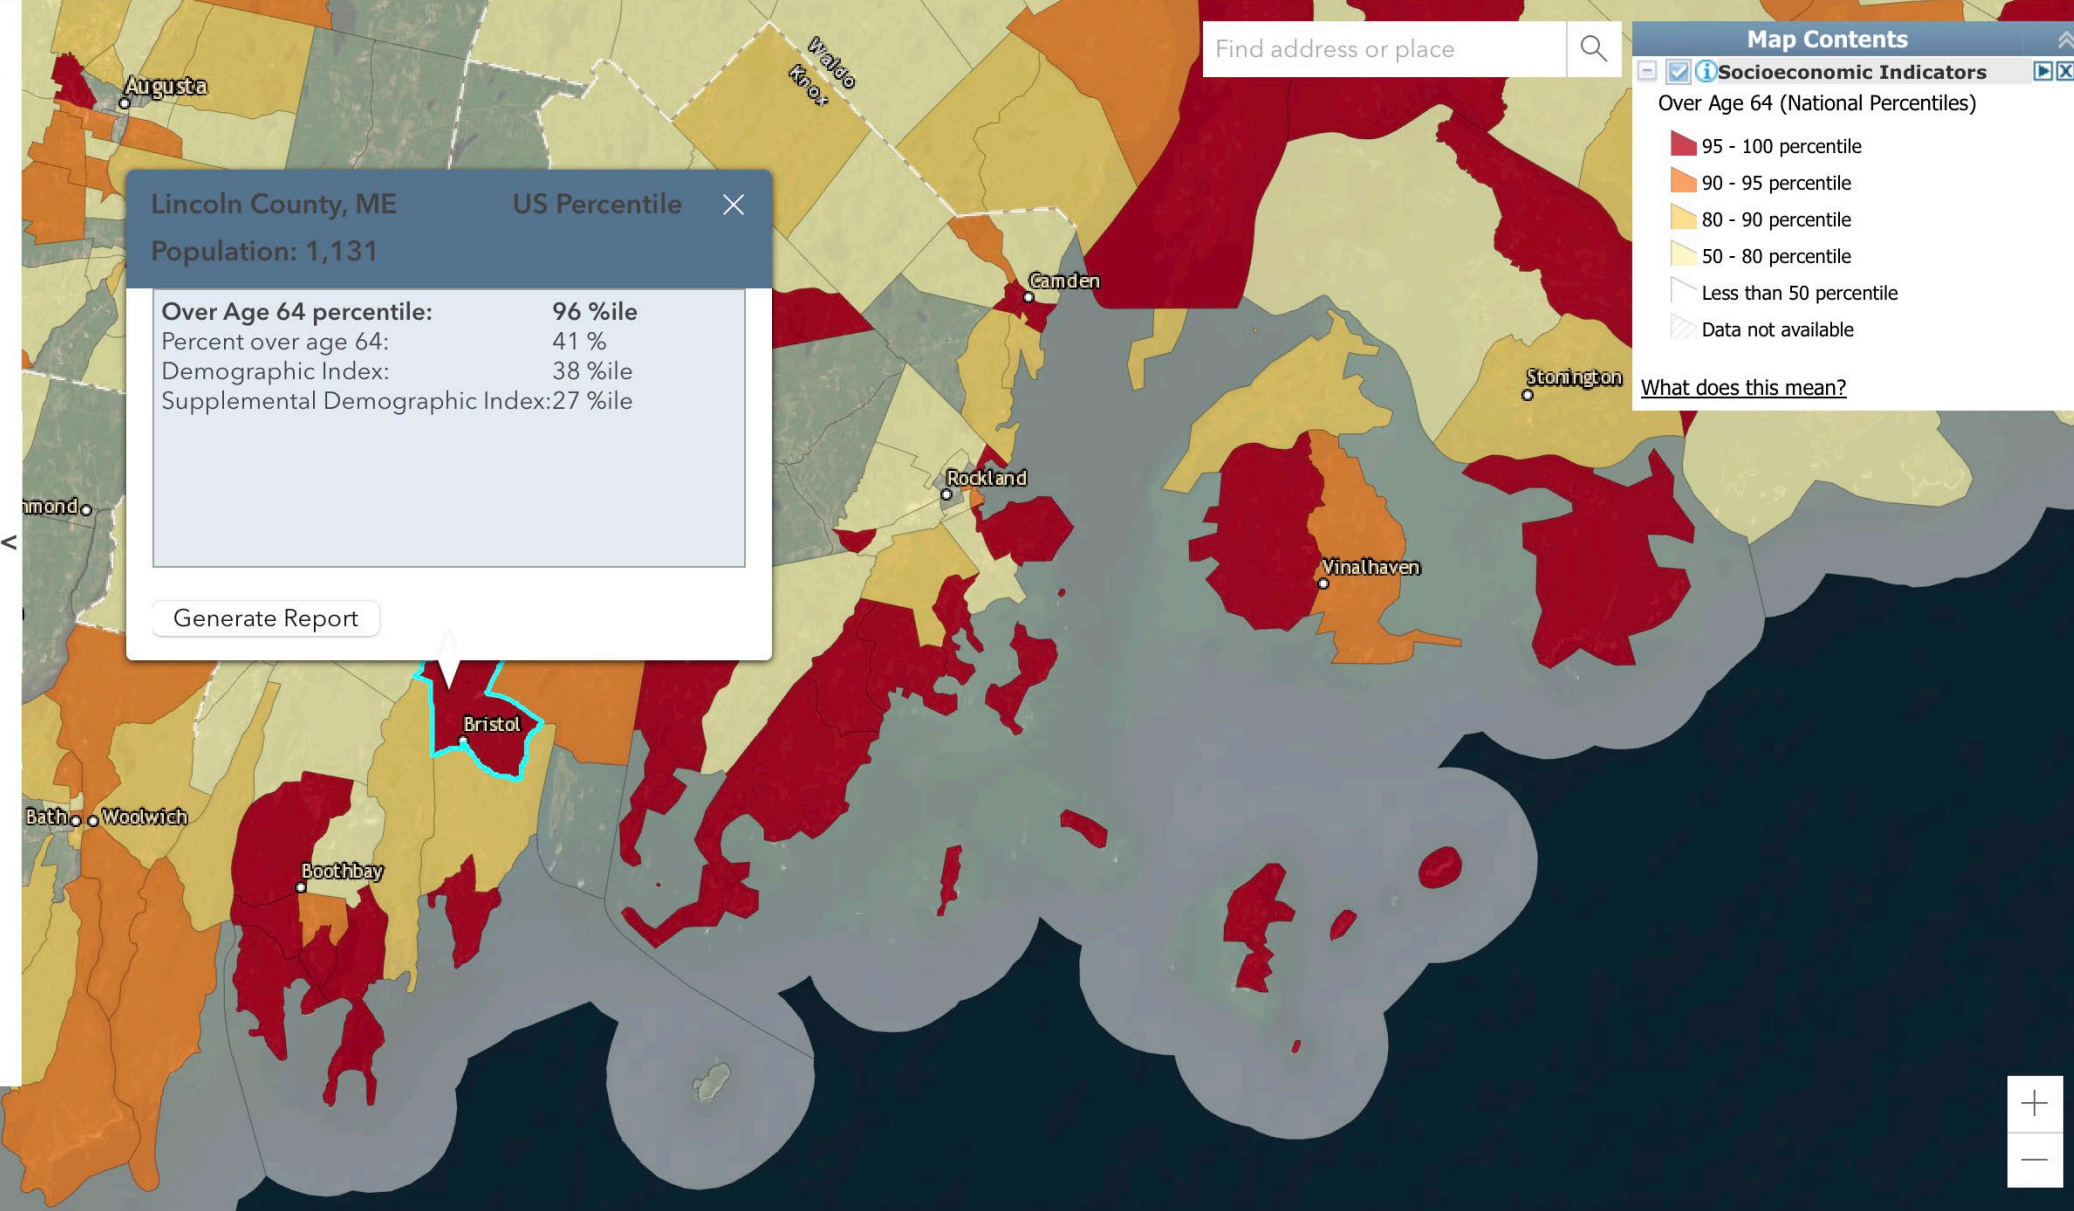 Augusta
Waldo
Knox
Find address or place
Map Contents
Socioeconomic Indicators
Over Age 64 (National Percentiles)
95 - 100 percentile
90 - 95 percentile
80 - 90 percentile
50 - 80 percentile
Less than 50 percentile
Data not available
What does this mean?
Lincoln County, ME US Percentile
Population: 1,131
Over Age 64 percentile: 96 %ile
Percent over age 64: 41 %
Demographic Index: 38 %ile
Supplemental Demographic Index: 27 %ile
Generate Report
Camden
Stonington
Rockland
mond
<
Vinalhaven
Bristol
Bath
Woolwich
Boothbay
+
−